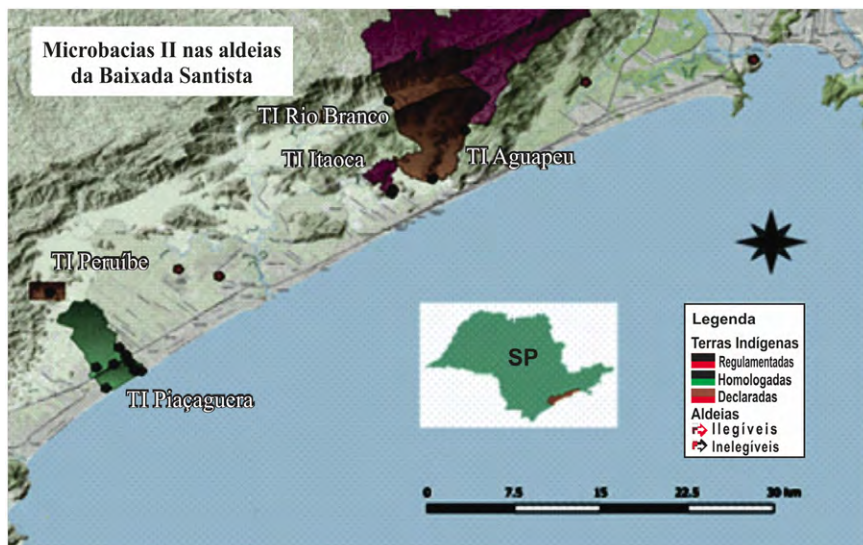 Microbacias II nas aldeias
da Baixada Santista
TI Rio Branco
TI Itaoca
TI Aguapeu
TI Peruíbe
TI Piaçaguera
SP
Legenda
Terras Indígenas
Regulamentadas
Homologadas
Declaradas
Aldeias
Ilegíveis
Inelegíveis
0 7.5 15 22.5 30 km